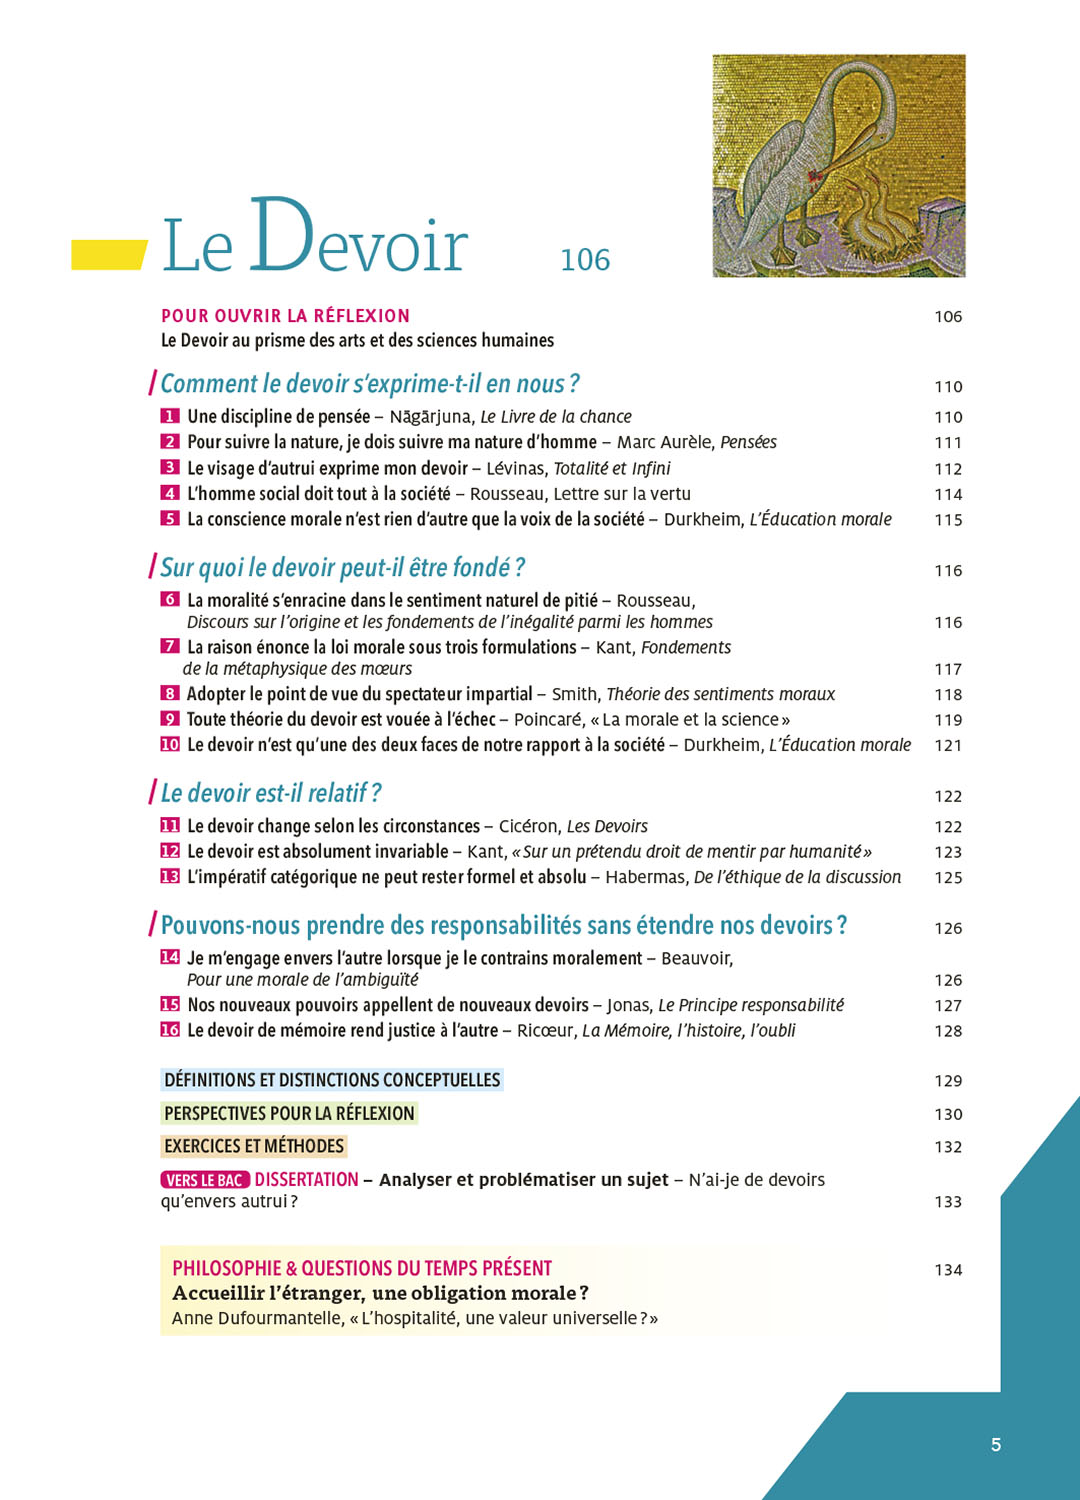 Le Devoir 106
POUR OUVRIR LA RÉFLEXION 106
Le Devoir au prisme des arts et des sciences humaines
Comment le devoir s'exprime-t-il en nous ? 110
1 Une discipline de pensée – Nāgārjuna, Le Livre de la chance 110
2 Pour suivre la nature, je dois suivre ma nature d'homme – Marc Aurèle, Pensées 111
3 Le visage d'autrui exprime mon devoir – Lévinas, Totalité et Infini 112
4 L'homme social doit tout à la société – Rousseau, Lettre sur la vertu 114
5 La conscience morale n'est rien d'autre que la voix de la société – Durkheim, L'Éducation morale 115
Sur quoi le devoir peut-il être fondé ? 116
6 La moralité s'enracine dans le sentiment naturel de pitié – Rousseau,
Discours sur l'origine et les fondements de l'inégalité parmi les hommes 116
7 La raison énonce la loi morale sous trois formulations – Kant, Fondements
de la métaphysique des mœurs 117
8 Adopter le point de vue du spectateur impartial – Smith, Théorie des sentiments moraux 118
9 Toute théorie du devoir est vouée à l'échec – Poincaré, « La morale et la science » 119
10 Le devoir n'est qu'une des deux faces de notre rapport à la société – Durkheim, L'Éducation morale 121
Le devoir est-il relatif ? 122
11 Le devoir change selon les circonstances – Cicéron, Les Devoirs 122
12 Le devoir est absolument invariable – Kant, « Sur un prétendu droit de mentir par humanité » 123
13 L'impératif catégorique ne peut rester formel et absolu – Habermas, De l'éthique de la discussion 125
Pouvons-nous prendre des responsabilités sans étendre nos devoirs ? 126
14 Je m'engage envers l'autre lorsque je le contrains moralement – Beauvoir,
Pour une morale de l'ambiguïté 126
15 Nos nouveaux pouvoirs appellent de nouveaux devoirs – Jonas, Le Principe responsabilité 127
16 Le devoir de mémoire rend justice à l'autre – Ricœur, La Mémoire, l'histoire, l'oubli 128
DÉFINITIONS ET DISTINCTIONS CONCEPTUELLES 129
PERSPECTIVES POUR LA RÉFLEXION 130
EXERCICES ET MÉTHODES 132
VERS LE BAC DISSERTATION – Analyser et problématiser un sujet – N'ai-je de devoirs
qu'envers autrui ? 133
PHILOSOPHIE & QUESTIONS DU TEMPS PRÉSENT 134
Accueillir l'étranger, une obligation morale ?
Anne Dufourmantelle, « L'hospitalité, une valeur universelle ? »
5